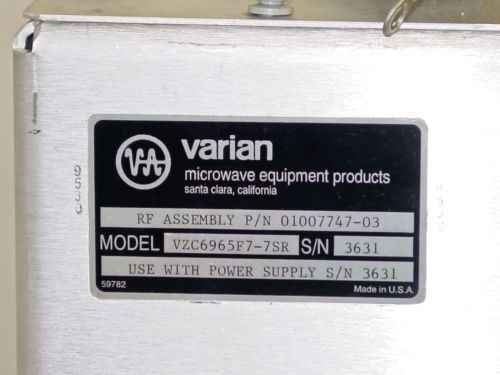 VA varian
microwave equipment products
santa clara, california
RF ASSEMBLY P/N 01007747-03
MODEL VZC6965F7-7SR S/N 3631
USE WITH POWER SUPPLY S/N 3631
59782 Made in U.S.A.